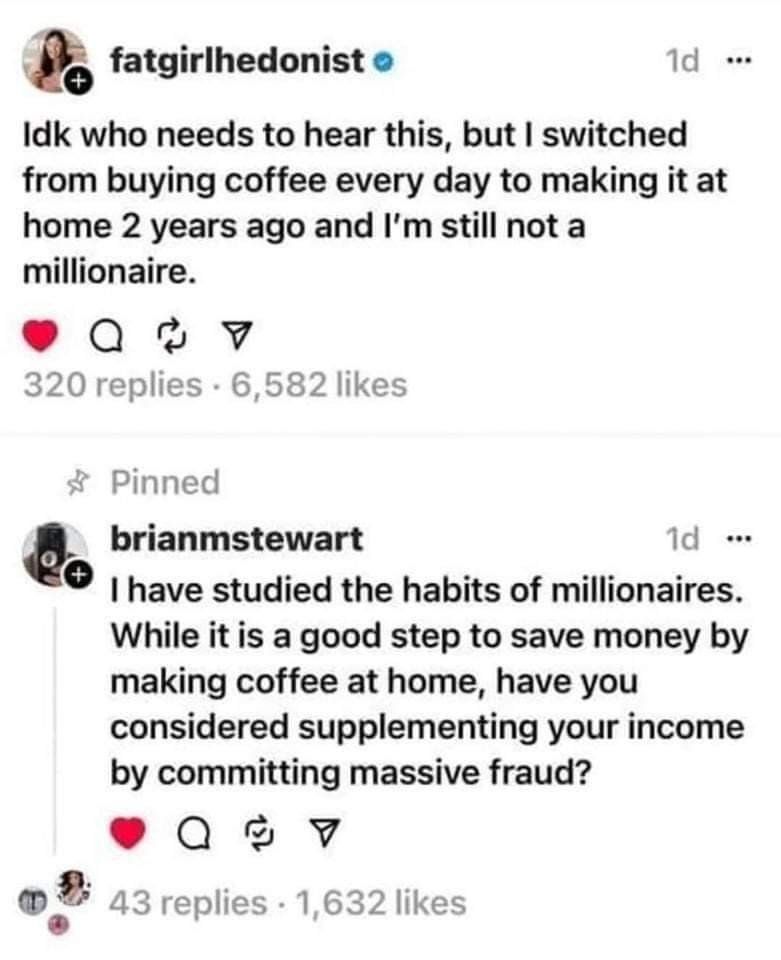 fatgirlhedonist 1d ...
Idk who needs to hear this, but I switched
from buying coffee every day to making it at
home 2 years ago and I'm still not a
millionaire.
320 replies · 6,582 likes
Pinned
brianmstewart 1d ...
I have studied the habits of millionaires.
While it is a good step to save money by
making coffee at home, have you
considered supplementing your income
by committing massive fraud?
43 replies · 1,632 likes